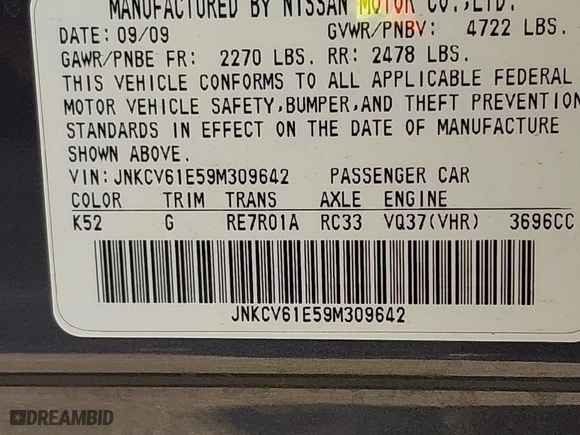 MANUFACTURED BY NISSAN MOTOR CO.,LTD.
DATE: 09/09 GVWR/PNBV: 4722 LBS.
GAWR/PNBE FR: 2270 LBS. RR: 2478 LBS.
THIS VEHICLE CONFORMS TO ALL APPLICABLE FEDERAL
MOTOR VEHICLE SAFETY,BUMPER,AND THEFT PREVENTION
STANDARDS IN EFFECT ON THE DATE OF MANUFACTURE
SHOWN ABOVE.
VIN:JNKCV61E59M309642 PASSENGER CAR
COLOR TRIM TRANS AXLE ENGINE
K52 G RE7R01A RC33 VQ37(VHR) 3696CC
JNKCV61E59M309642
DREAMBID